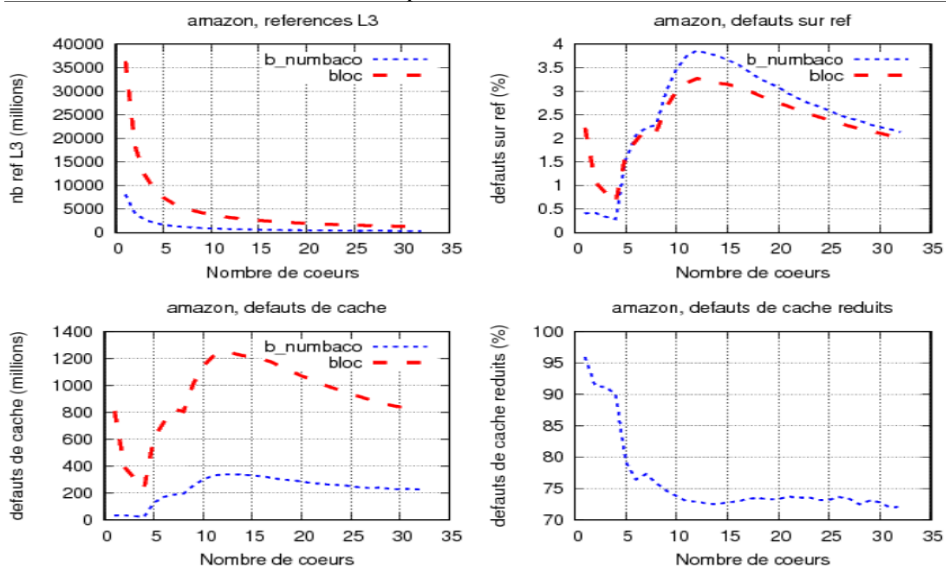 amazon, references L3
nb ref L3 (millions)
40000
35000
30000
25000
20000
15000
10000
5000
0
b_numbaco
bloc
0 5 10 15 20 25 30 35
Nombre de coeurs
amazon, defauts sur ref
defauts sur ref (%)
4
3.5
3
2.5
2
1.5
1
0.5
0
b_numbaco
bloc
0 5 10 15 20 25 30 35
Nombre de coeurs
amazon, defauts de cache
defauts de cache (millions)
1400
1200
1000
800
600
400
200
0
b_numbaco
bloc
0 5 10 15 20 25 30 35
Nombre de coeurs
amazon, defauts de cache reduits
defauts de cache reduits (%)
100
95
90
85
80
75
70
0 5 10 15 20 25 30 35
Nombre de coeurs